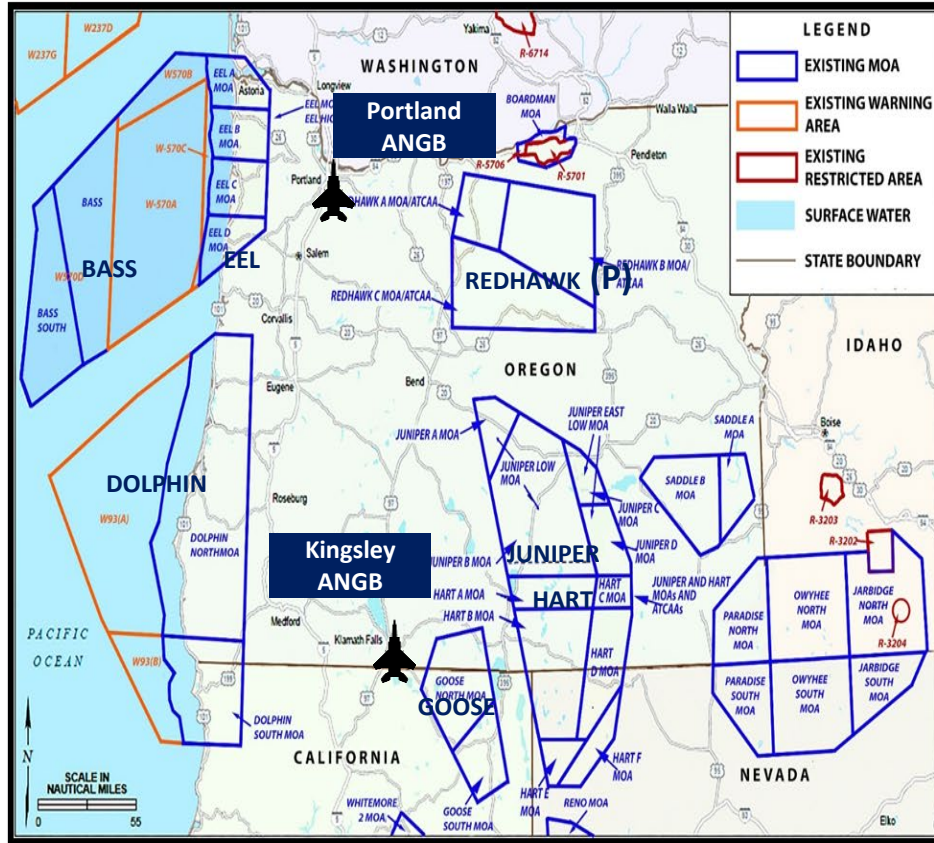 W237D
W237G
Yakima
R-6714
WASHINGTON
LEGEND
EXISTING MOA
EXISTING WARNING
AREA
EXISTING
RESTRICTED AREA
SURFACE WATER
STATE BOUNDARY
W570B
EEL A
MOA
Astoria
Longview
Portland
ANGB
BOARDMAN
MOA
Walla Walla
EEL B
MOA
W-570C
R-5706
R-5701
Pendleton
Portland
BASS
W-570A
EEL C
MOA
A MOA/ATCAA
EEL D
MOA
Salem
BASS
W570D
EEL
REDHAWK (P)
REDHAWK B MOA/
ATCAA
REDHAWK C MOA/ATCAA
BASS
SOUTH
Corvallis
IDAHO
OREGON
Eugene
Bend
Boise
JUNIPER A MOA
JUNIPER EAST
LOW MOA
SADDLE A
MOA
JUNIPER LOW
MOA
SADDLE B
MOA
DOLPHIN
Roseburg
W93(A)
DOLPHIN
NORTHMOA
JUNIPER C
MOA
R-3203
Kingsley
ANGB
JUNIPER B MOA
JUNIPER
JUNIPER D
MOA
R-3202
HART A MOA
HART
HART
C MOA
JUNIPER AND HART
MOAs AND
ATCAAs
HART B MOA
PARADISE
NORTH
MOA
OWYHEE
NORTH
MOA
JARBIDGE
NORTH
MOA
R-3204
PACIFIC
OCEAN
Medford
Klamath Falls
W93(B)
HART
D MOA
GOOSE
NORTH MOA
GOOSE
PARADISE
SOUTH
MOA
OWYHEE
SOUTH
MOA
JARBIDGE
SOUTH
MOA
DOLPHIN
SOUTH MOA
N
CALIFORNIA
HART F
MOA
NEVADA
SCALE IN
NAUTICAL MILES
0 55
HART E
MOA
WHITEMORE
2 MOA
GOOSE
SOUTH MOA
RENO MOA
Elko